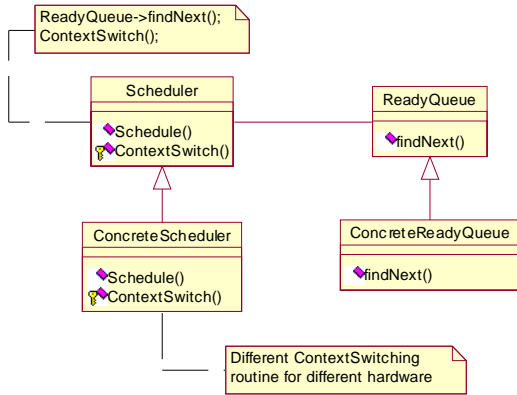 ReadyQueue->findNext();
ContextSwitch();
Scheduler
Schedule()
ContextSwitch()
ReadyQueue
findNext()
ConcreteScheduler
Schedule()
ContextSwitch()
ConcreteReadyQueue
findNext()
Different ContextSwitching
routine for different hardware